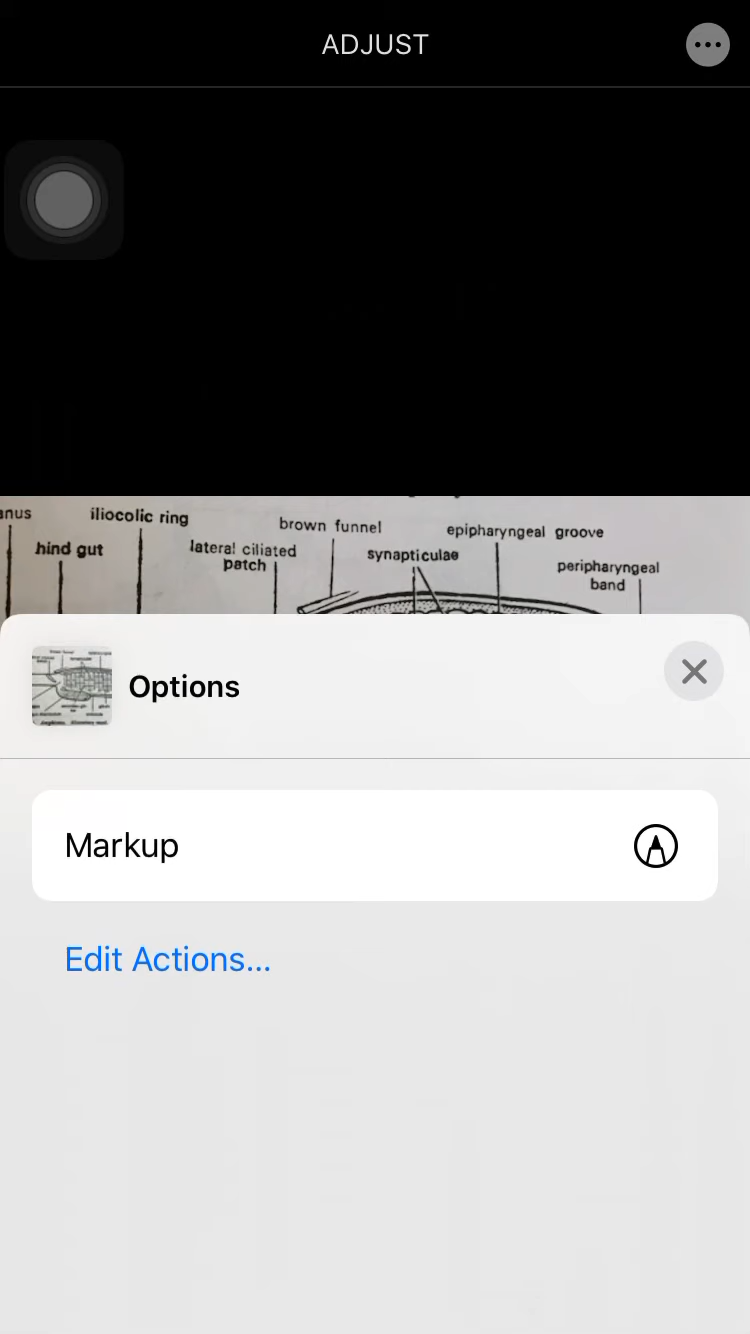 ADJUST
anus
iliocolic ring
brown funnel
epipharyngeal groove
hind gut
lateral ciliated
patch
synapticulae
peripharyngeal
band
Options
Markup
Edit Actions...